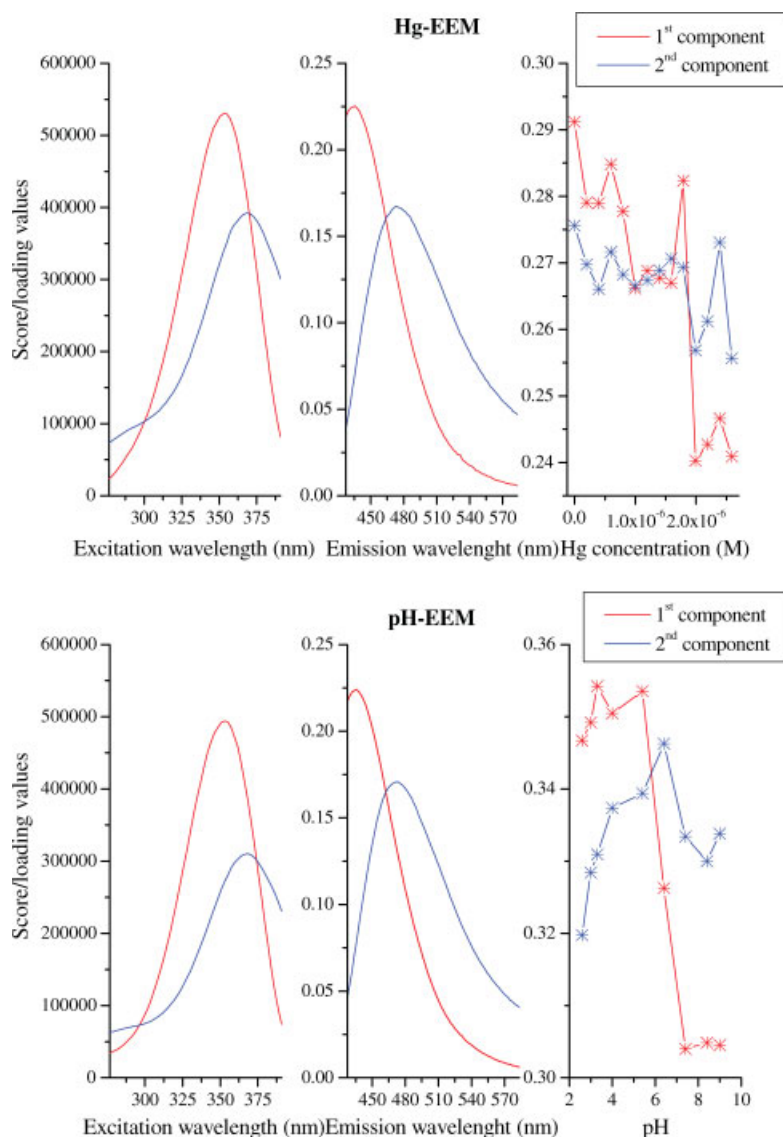 Hg-EEM
1st component
2nd component
Score/loading values
600000
500000
400000
300000
200000
100000
0
300 325 350 375
Excitation wavelength (nm)
0.25
0.20
0.15
0.10
0.05
0.00
450 480 510 540 570
Emission wavelenght (nm)
0.30
0.29
0.28
0.27
0.26
0.25
0.24
0.0 1.0x10-6 2.0x10-6
Hg concentration (M)
pH-EEM
1st component
2nd component
Score/loading values
600000
500000
400000
300000
200000
100000
0
300 325 350 375
Excitation wavelength (nm)
0.25
0.20
0.15
0.10
0.05
0.00
450 480 510 540 570
Emission wavelenght (nm)
0.36
0.34
0.32
0.30
2 4 6 8 10
pH